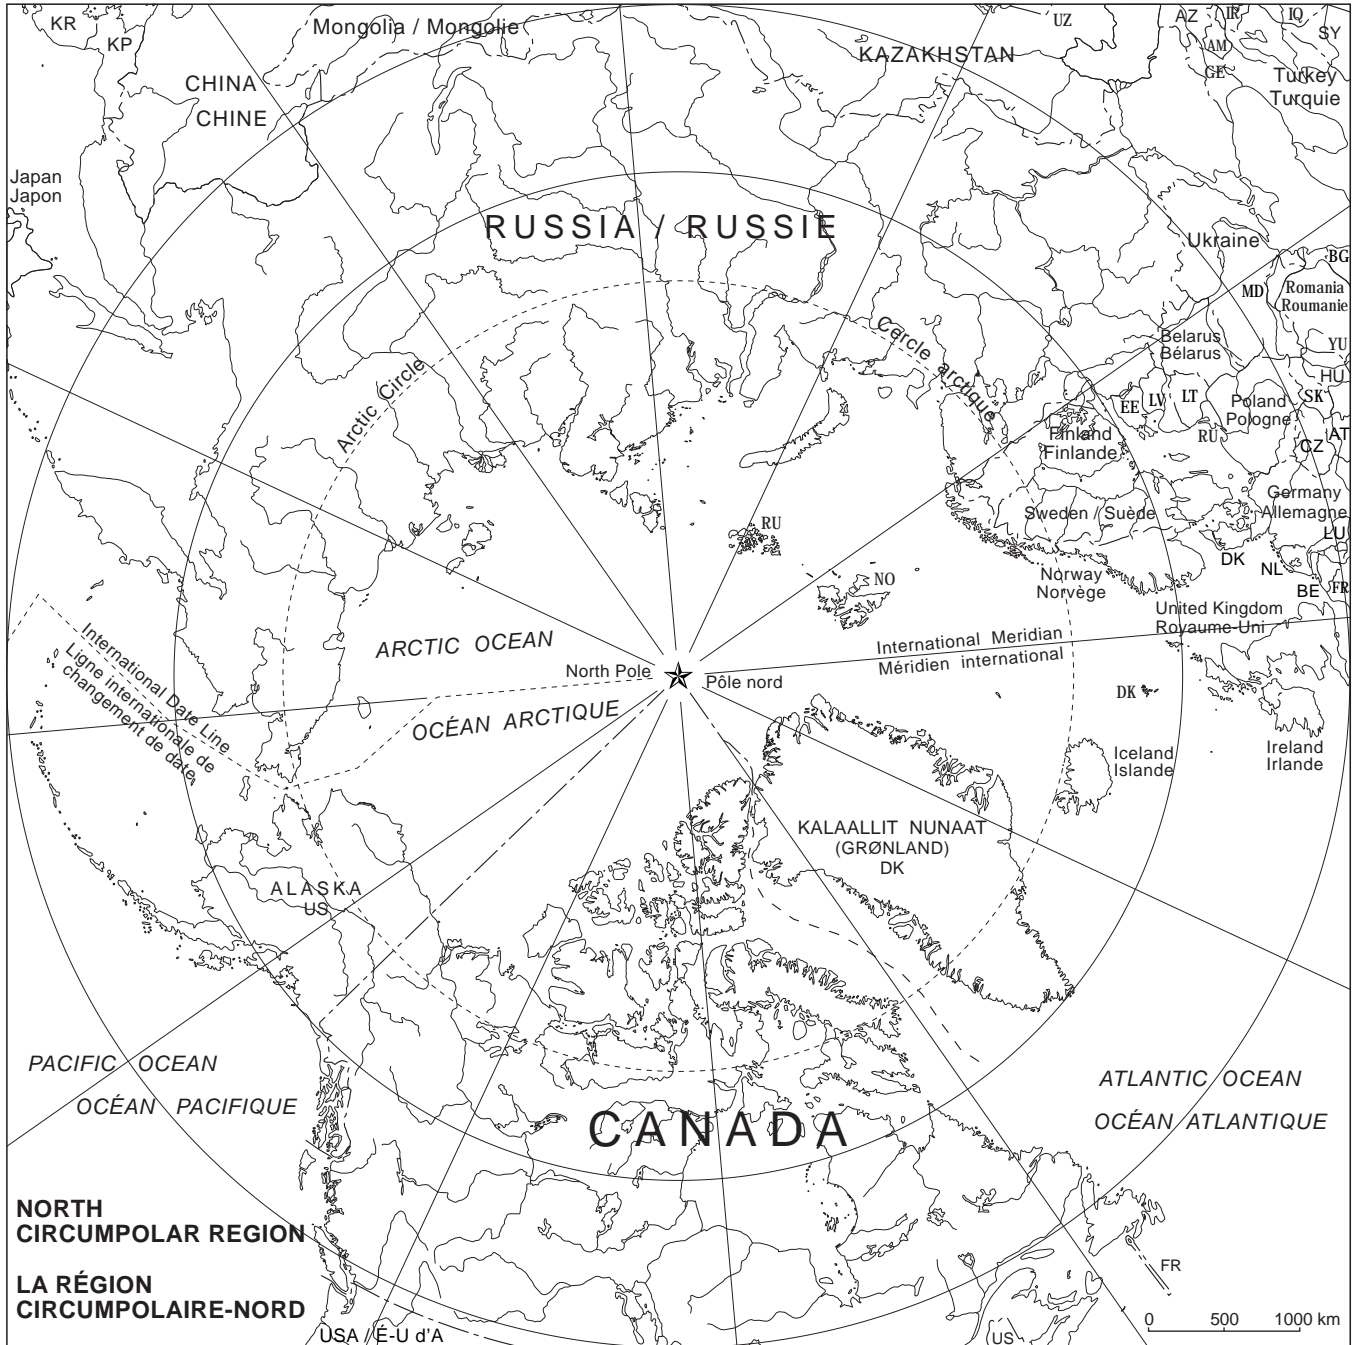 KR
KP
Mongolia / Mongolie
CHINA
CHINE
KAZAKHSTAN
UZ
AZ
IR
IQ
SY
AM
GE
Turkey
Turquie
Japan
Japon
RUSSIA / RUSSIE
Ukraine
BG
MD
Romania
Roumanie
YU
HU
Belarus
Bélarus
Cercle arctique
Arctic Circle
EE
LV
LT
RU
Poland
Pologne
SK
AT
CZ
Finland
Finlande
Germany
Allemagne
Sweden / Suède
RU
LU
DK
NL
BE
FR
NO
Norway
Norvège
United Kingdom
Royaume-Uni
International Meridian
Méridien international
ARCTIC OCEAN
OCÉAN ARCTIQUE
North Pole
Pôle nord
International Date Line
Ligne internationale de
changement de date
DK
Iceland
Islande
Ireland
Irlande
KALAALLIT NUNAAT
(GRØNLAND)
DK
ALASKA
US
PACIFIC OCEAN
OCÉAN PACIFIQUE
ATLANTIC OCEAN
OCÉAN ATLANTIQUE
CANADA
NORTH
CIRCUMPOLAR REGION
LA RÉGION
CIRCUMPOLAIRE-NORD
USA / É-U d'A
US
FR
0 500 1000 km